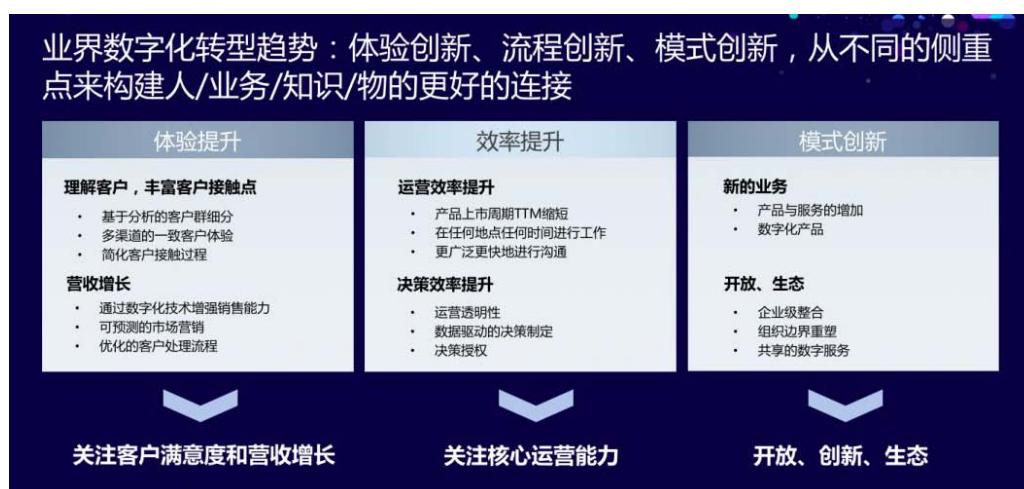 业界数字化转型趋势：体验创新、流程创新、模式创新，从不同的侧重
点来构建人/业务/知识/物的更好的连接
体验提升
理解客户，丰富客户接触点
· 基于分析的客户群细分
· 多渠道的一致客户体验
· 简化客户接触过程
营收增长
· 通过数字化技术增强销售能力
· 可预测的市场营销
· 优化的客户处理流程
关注客户满意度和营收增长
效率提升
运营效率提升
· 产品上市周期TTM缩短
· 在任何地点任何时间进行工作
· 更广泛更快地进行沟通
决策效率提升
· 运营透明性
· 数据驱动的决策制定
· 决策授权
关注核心运营能力
模式创新
新的业务
· 产品与服务的增加
· 数字化产品
开放、生态
· 企业级整合
· 组织边界重塑
· 共享的数字服务
开放、创新、生态